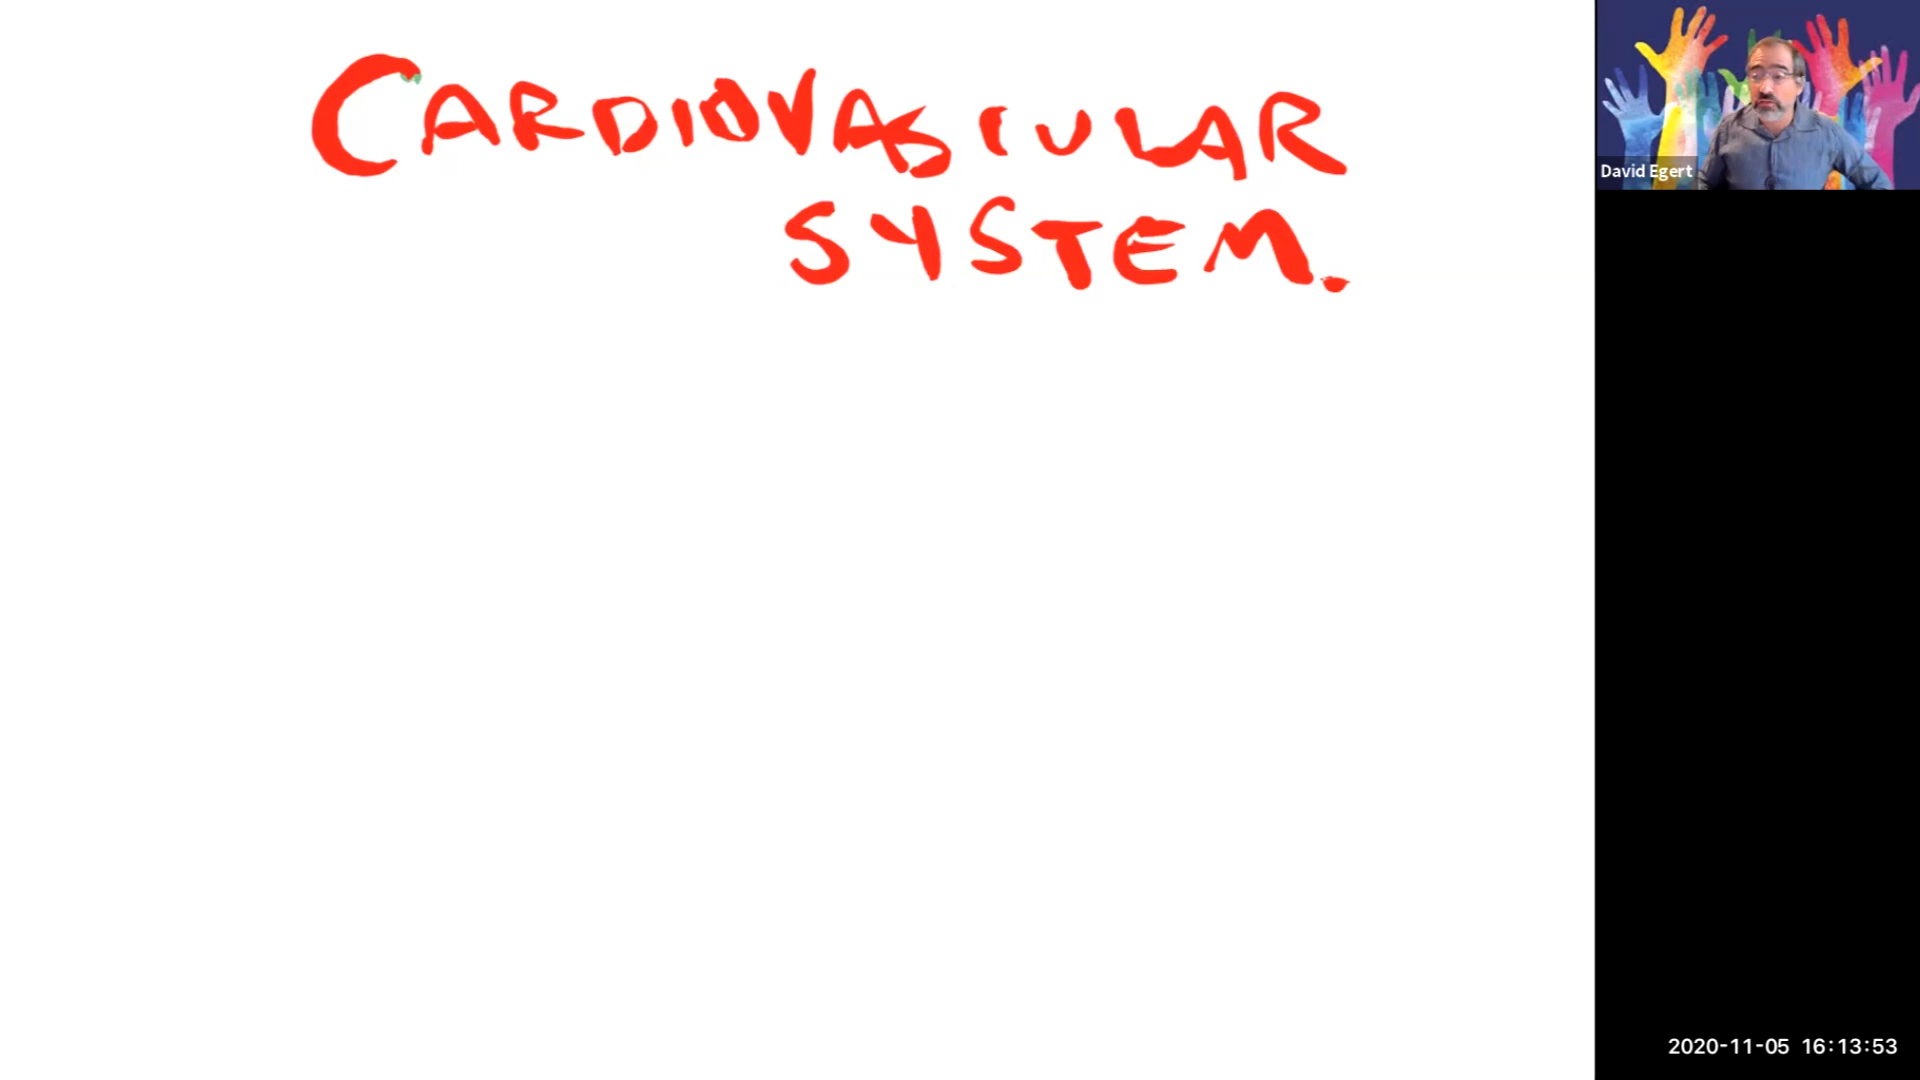 CARDIOVASCULAR
SYSTEM.
David Egert
2020-11-05 16:13:53